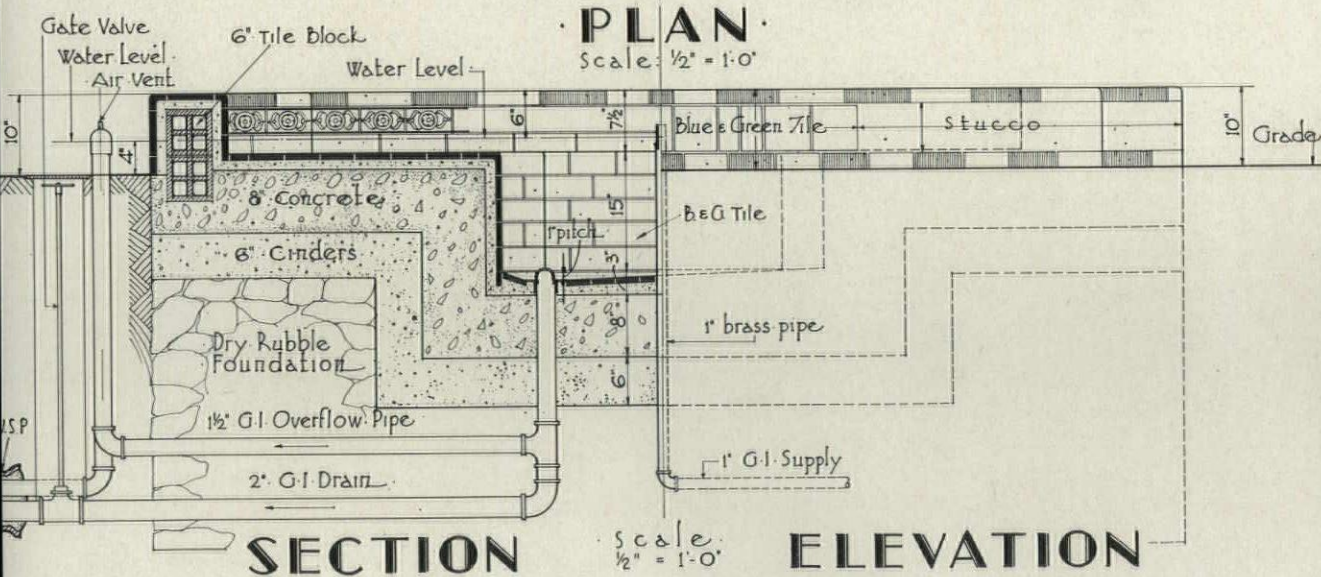 · PLAN ·
Scale: ½" = 1'-0"
Gate Valve
Water Level·
Air Vent
6" Tile Block
Water Level·
10"
4"
6"
7½"
Blue & Green Tile
Stucco
10"
Grade
8" Concrete
15"
B & G Tile
1" pitch
6" Cinders
3"
8"
1" brass pipe
Dry Rubble
Foundation
6"
1½" G.I. Overflow Pipe
1" G.I. Supply
2" G.I. Drain
SECTION
Scale
½" = 1'-0"
ELEVATION